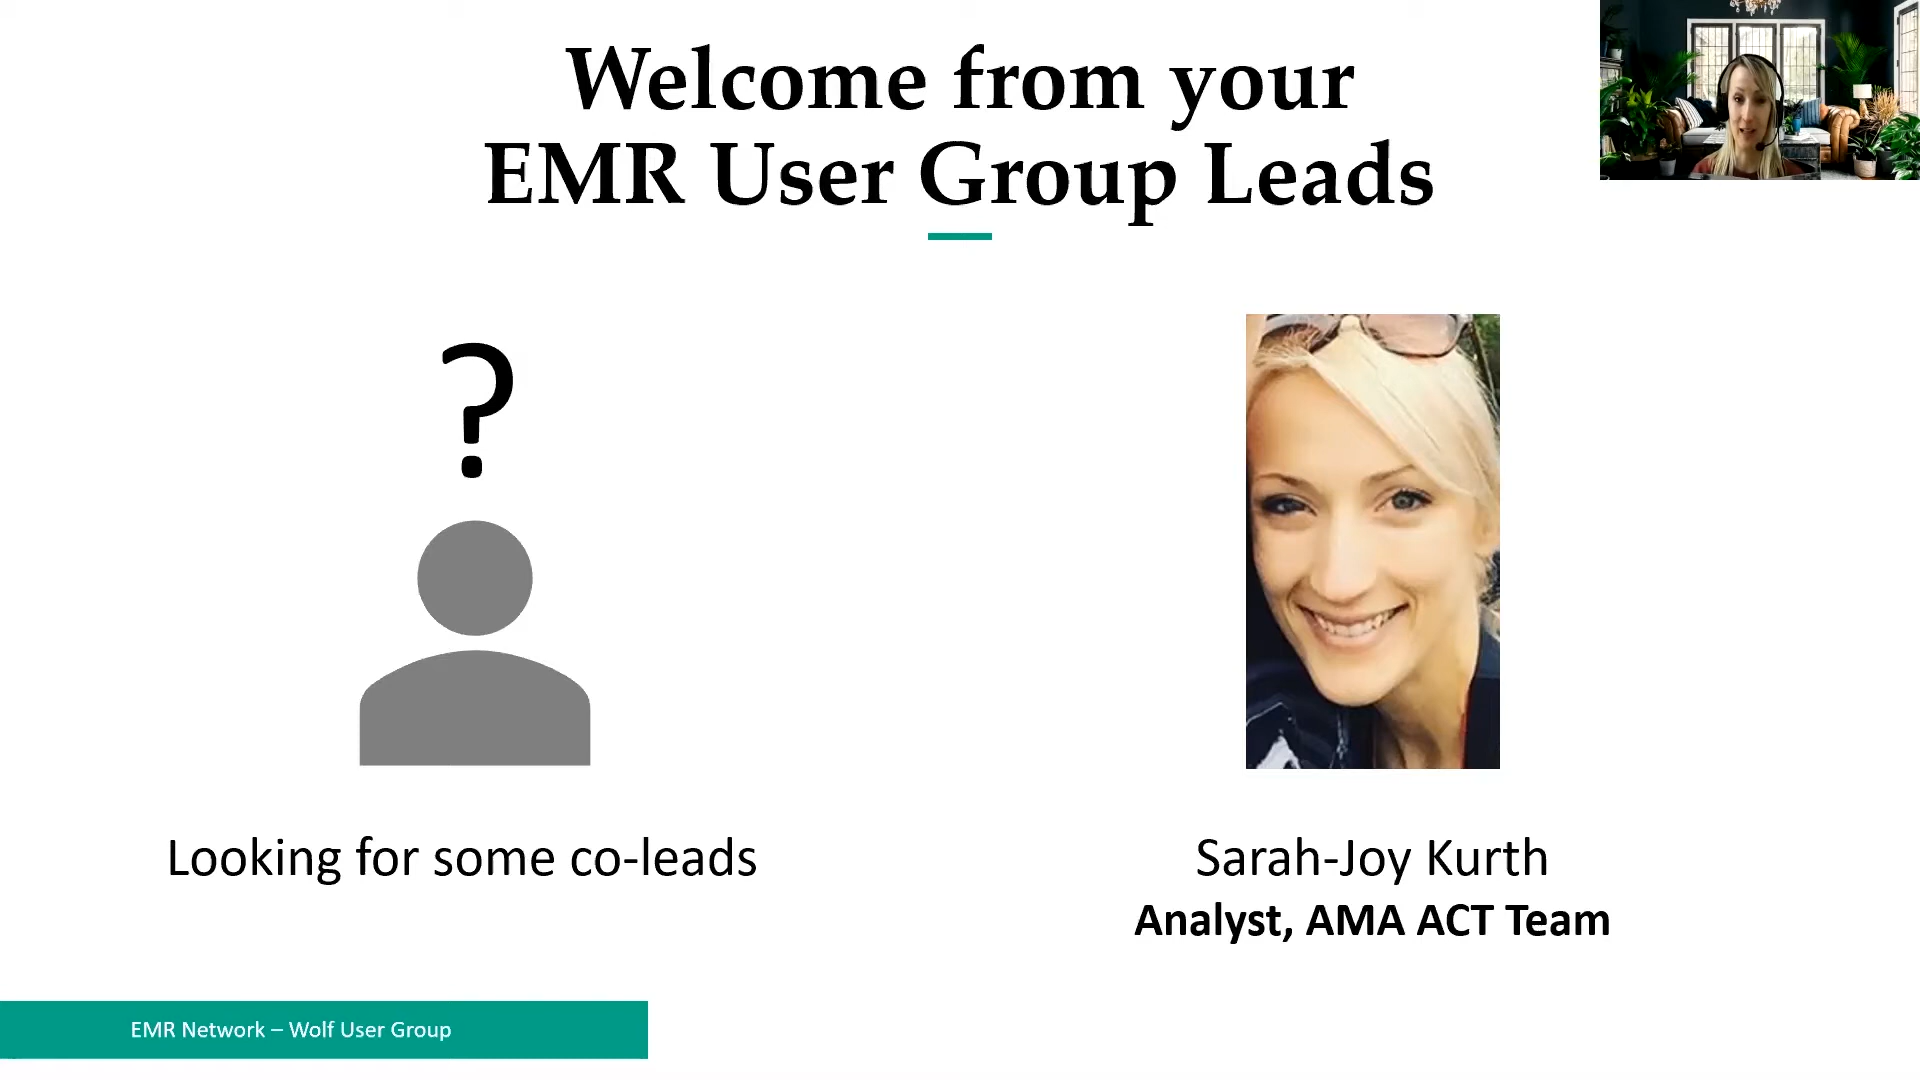 Welcome from your
EMR User Group Leads
?
Looking for some co-leads
Sarah-Joy Kurth
Analyst, AMA ACT Team
EMR Network – Wolf User Group